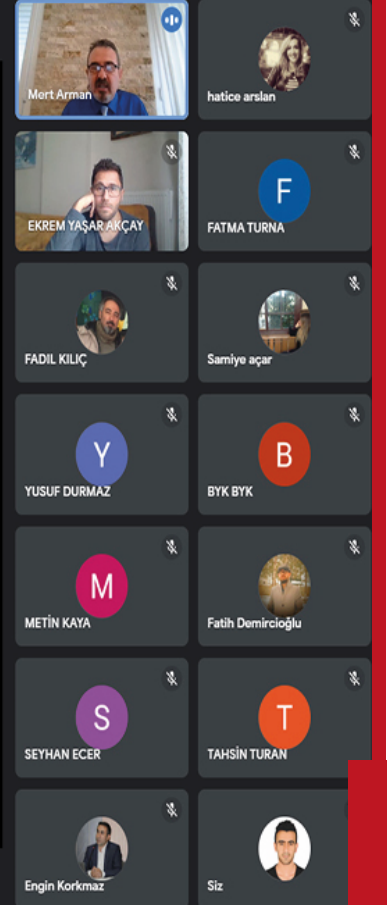 Mert Arman
hatice arslan
EKREM YAŞAR AKÇAY
F
FATMA TURNA
FADIL KILIÇ
Samiye açar
Y
YUSUF DURMAZ
B
BYK BYK
M
METİN KAYA
Fatih Demircioğlu
S
SEYHAN ECER
T
TAHSİN TURAN
Engin Korkmaz
Siz